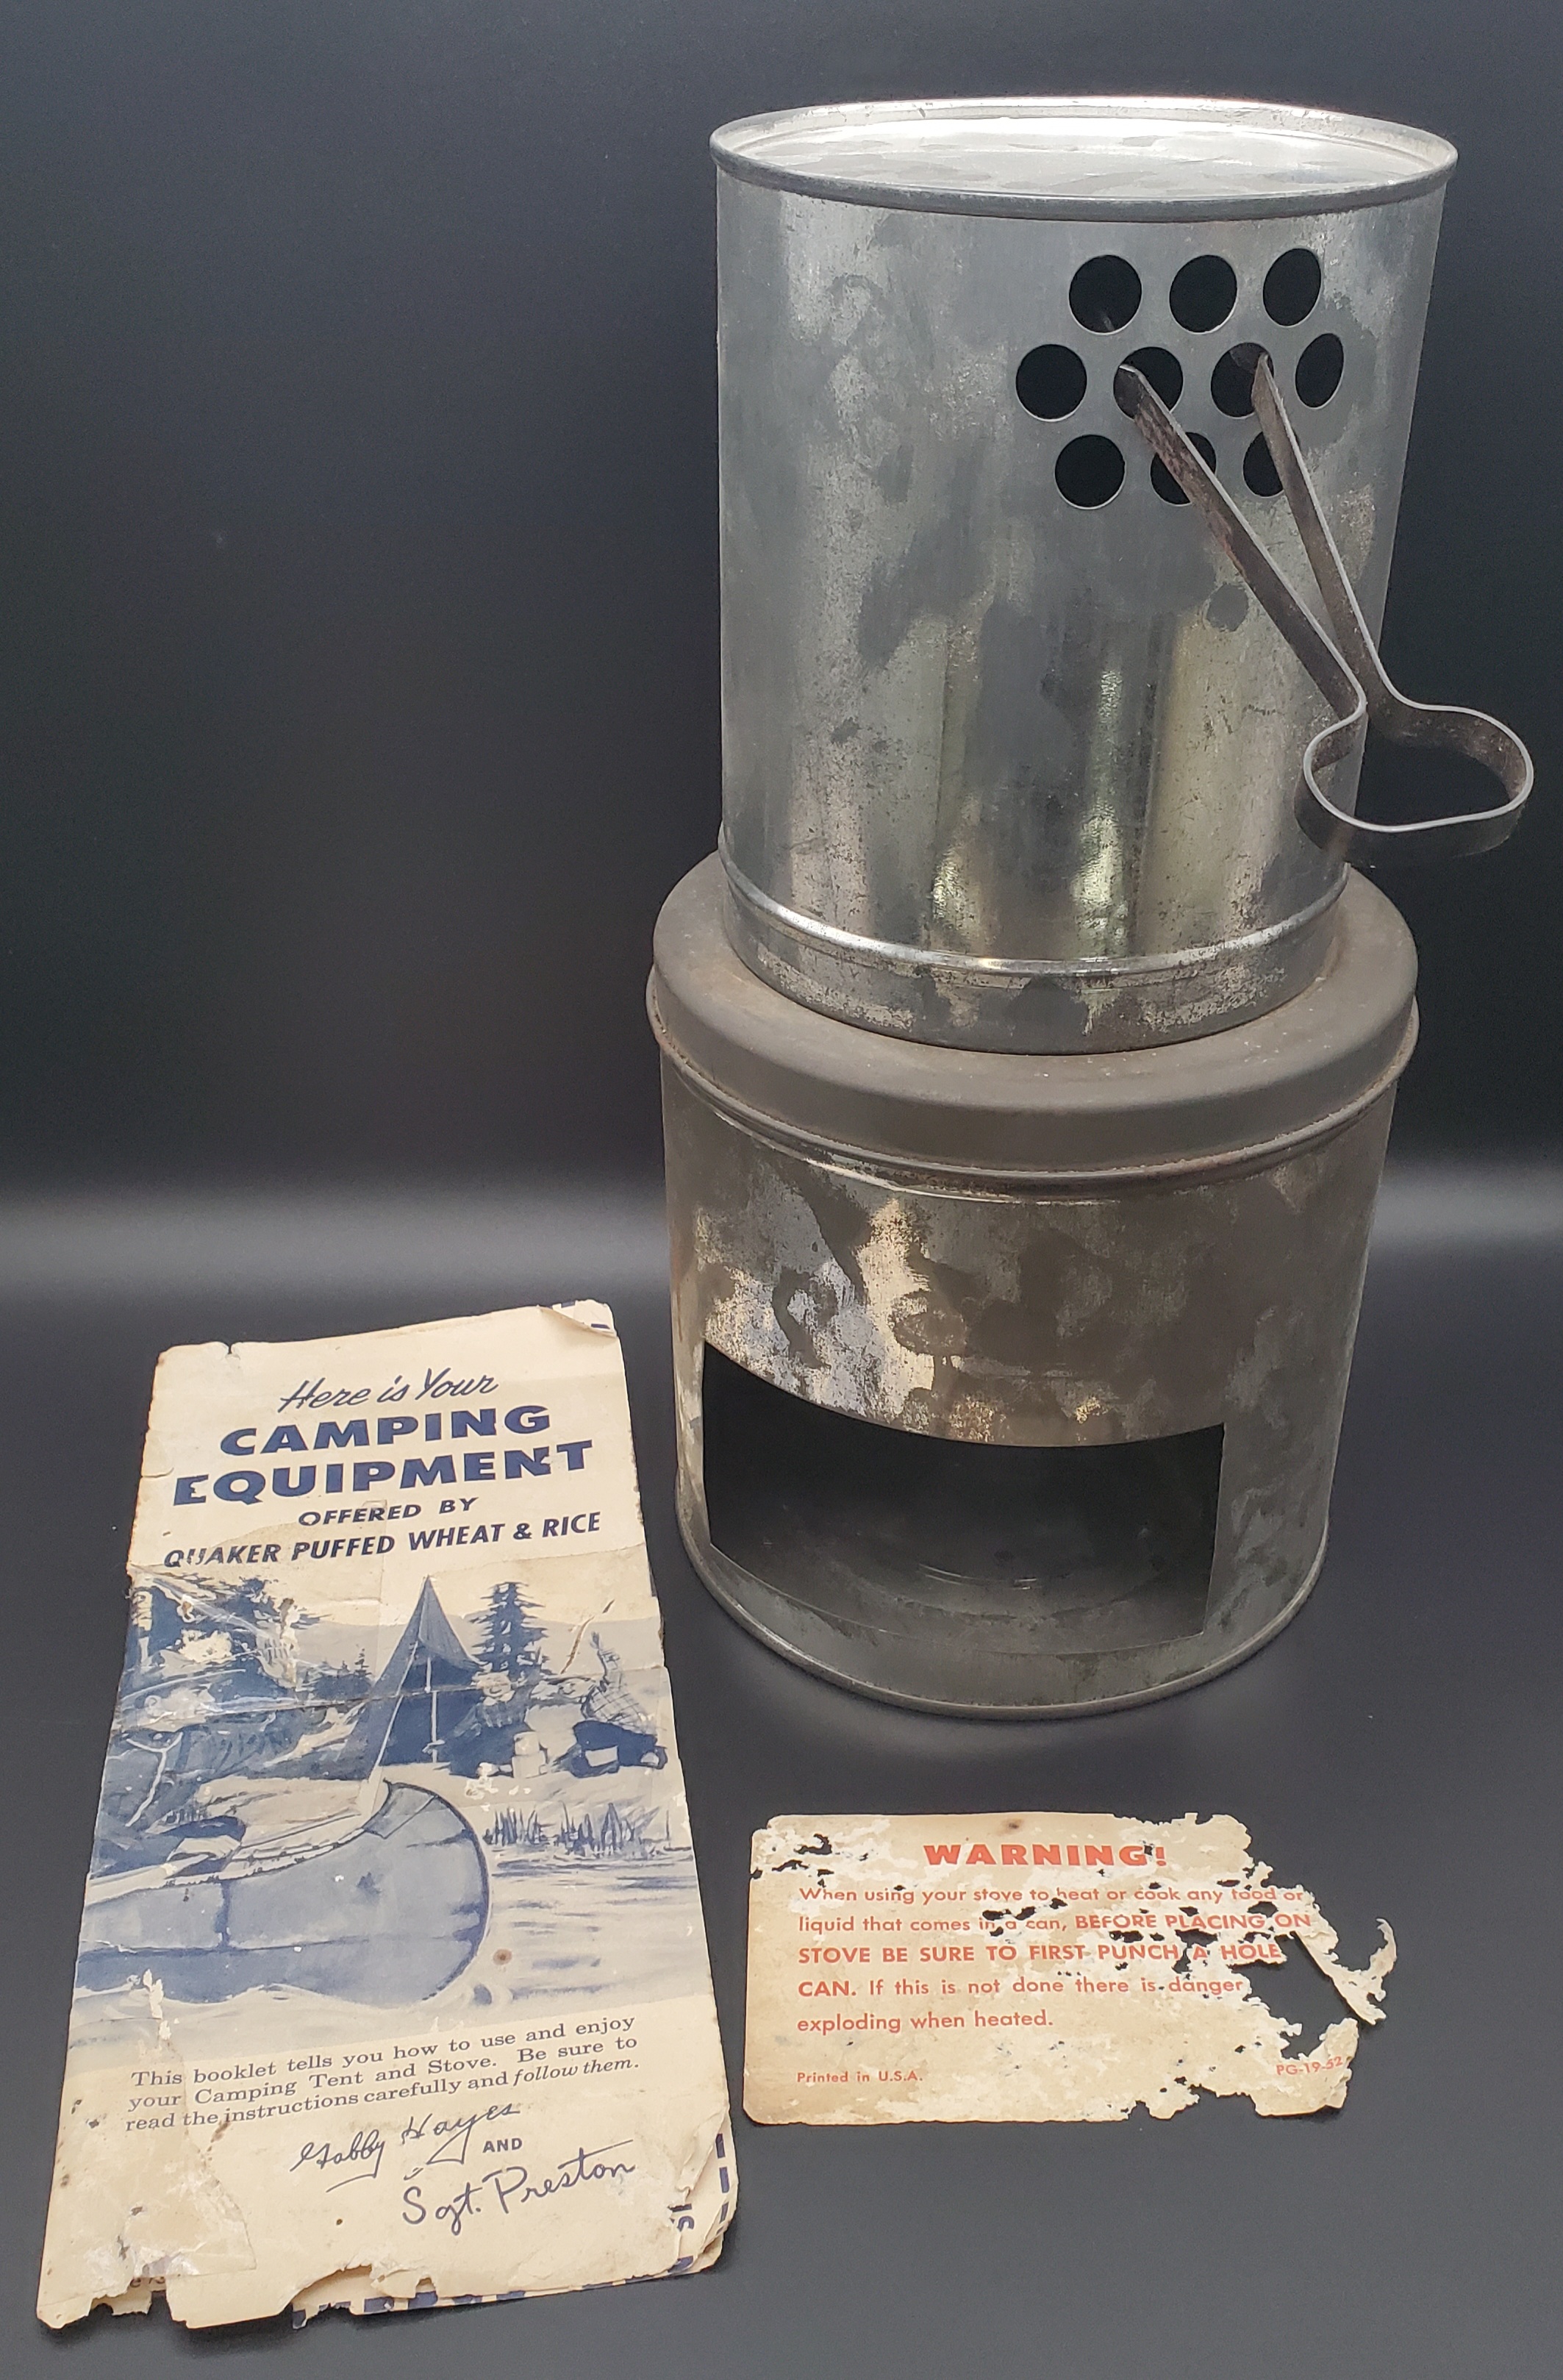 Here is Your
CAMPING
EQUIPMENT
OFFERED BY
QUAKER PUFFED WHEAT & RICE
This booklet tells you how to use and enjoy
your Camping Tent and Stove. Be sure to
read the instructions carefully and follow them.
Gabby Hayes
AND
Sgt. Preston
WARNING!
When using your stove to heat or cook any food or
liquid that comes in a can, BEFORE PLACING ON
STOVE BE SURE TO FIRST PUNCH A HOLE
CAN. If this is not done there is danger
exploding when heated.
Printed in U.S.A.
PG-19-52